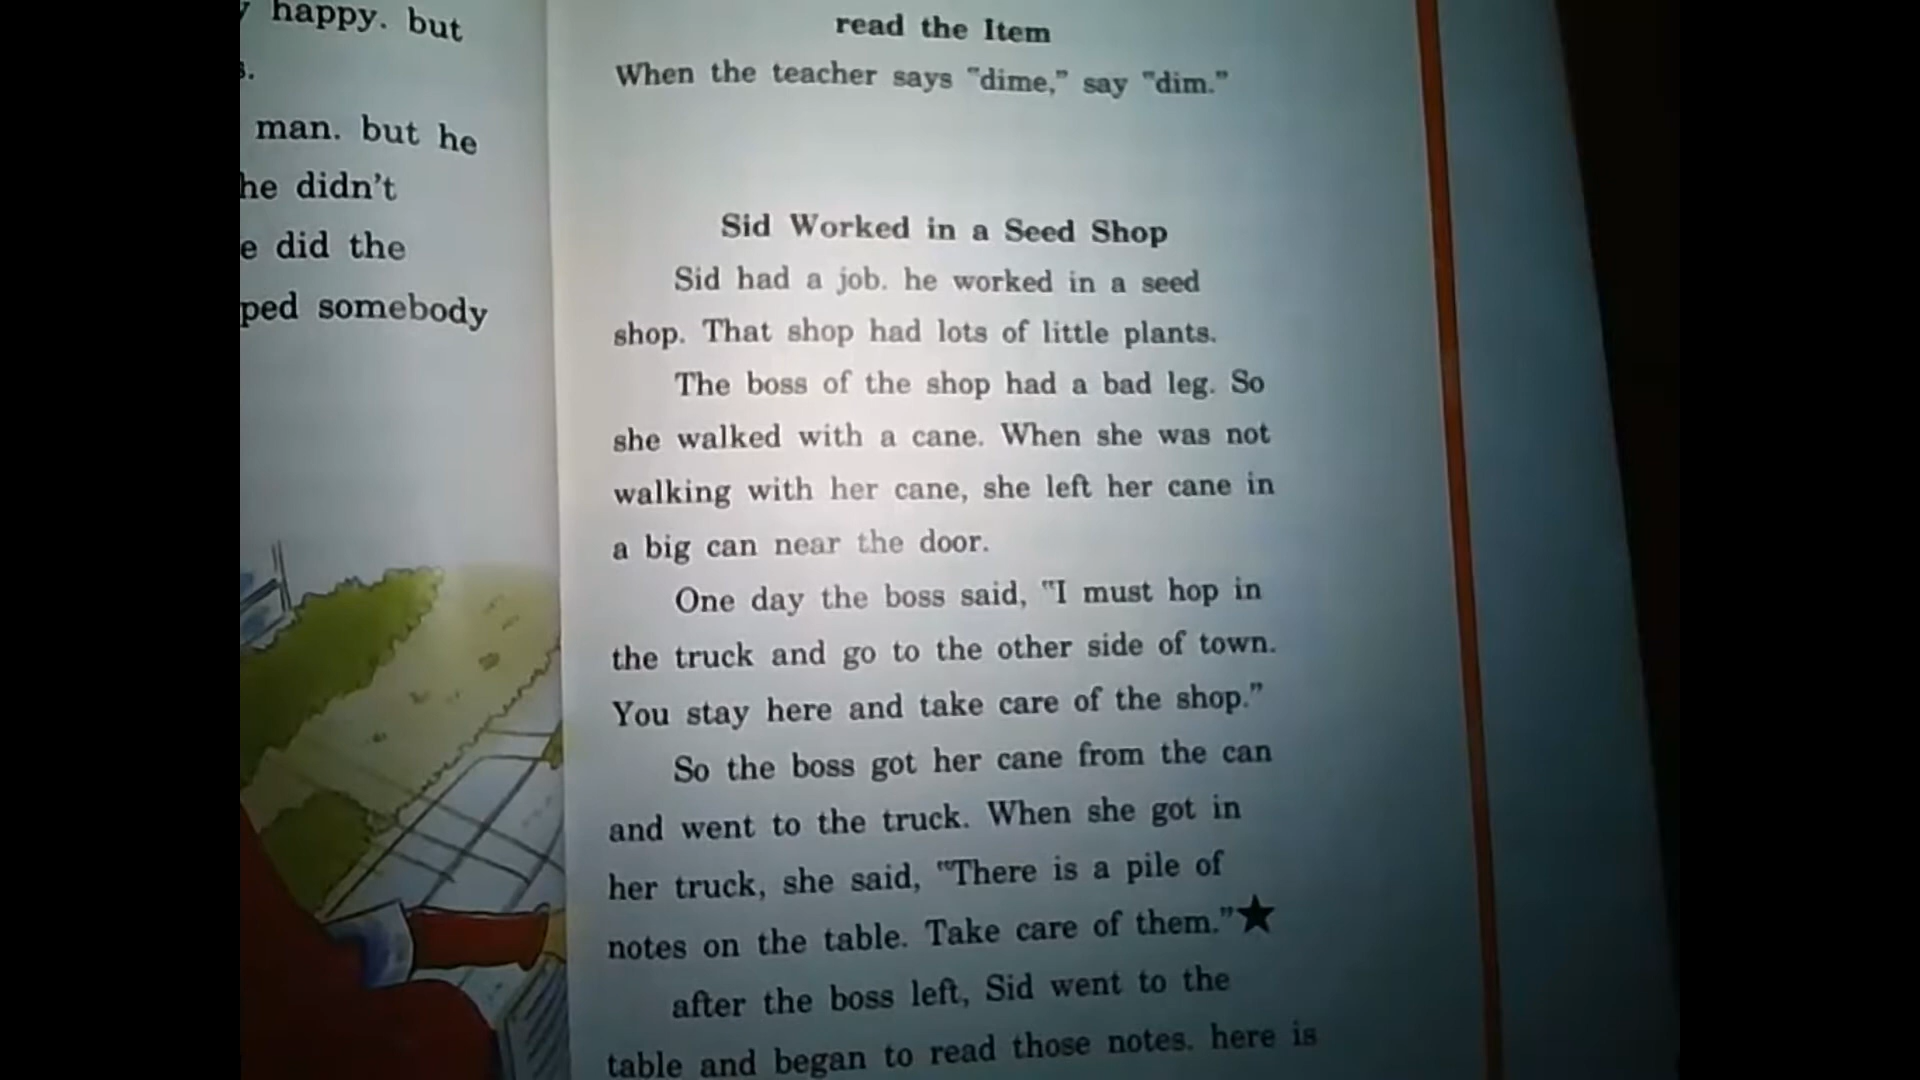 happy. but
s.
man. but he
he didn't
e did the
ped somebody
read the Item
When the teacher says "dime," say "dim."
Sid Worked in a Seed Shop
Sid had a job. he worked in a seed
shop. That shop had lots of little plants.
The boss of the shop had a bad leg. So
she walked with a cane. When she was not
walking with her cane, she left her cane in
a big can near the door.
One day the boss said, "I must hop in
the truck and go to the other side of town.
You stay here and take care of the shop."
So the boss got her cane from the can
and went to the truck. When she got in
her truck, she said, "There is a pile of
notes on the table. Take care of them."★
after the boss left, Sid went to the
table and began to read those notes. here is